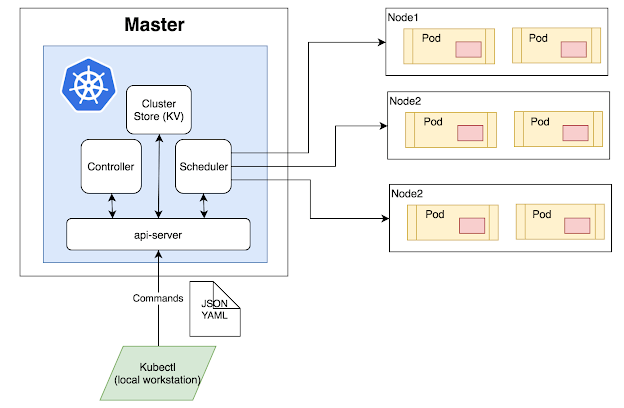 Master
Cluster
Store (KV)
Controller
Scheduler
api-server
Commands
JSON
YAML
Kubectl
(local workstation)
Node1
Pod
Pod
Node2
Pod
Pod
Node2
Pod
Pod